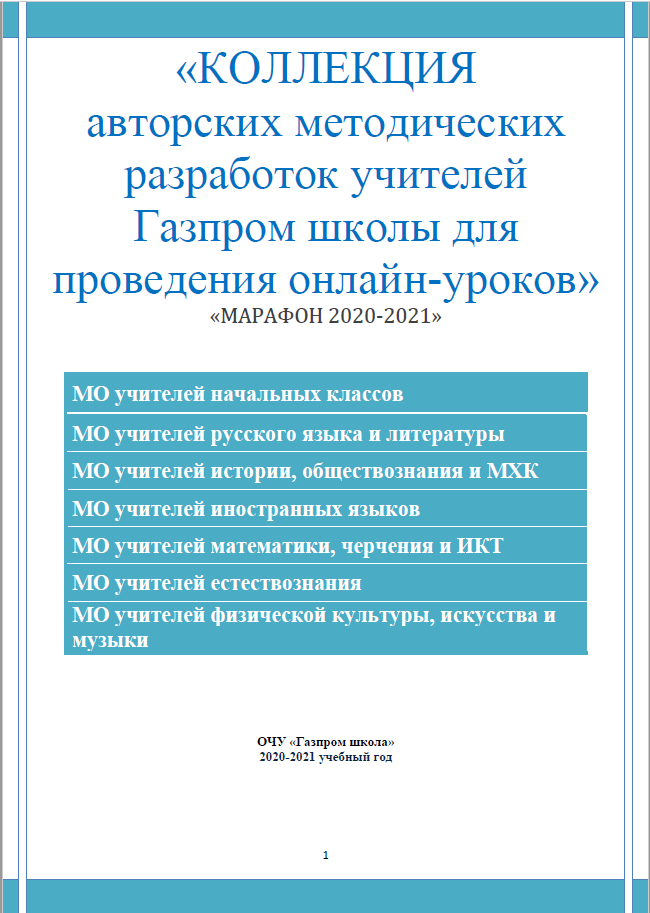 «КОЛЛЕКЦИЯ
авторских методических
разработок учителей
Газпром школы для
проведения онлайн-уроков»
«МАРАФОН 2020-2021»
МО учителей начальных классов
МО учителей русского языка и литературы
МО учителей истории, обществознания и МХК
МО учителей иностранных языков
МО учителей математики, черчения и ИКТ
МО учителей естествознания
МО учителей физической культуры, искусства и
музыки
ОЧУ «Газпром школа»
2020-2021 учебный год
1